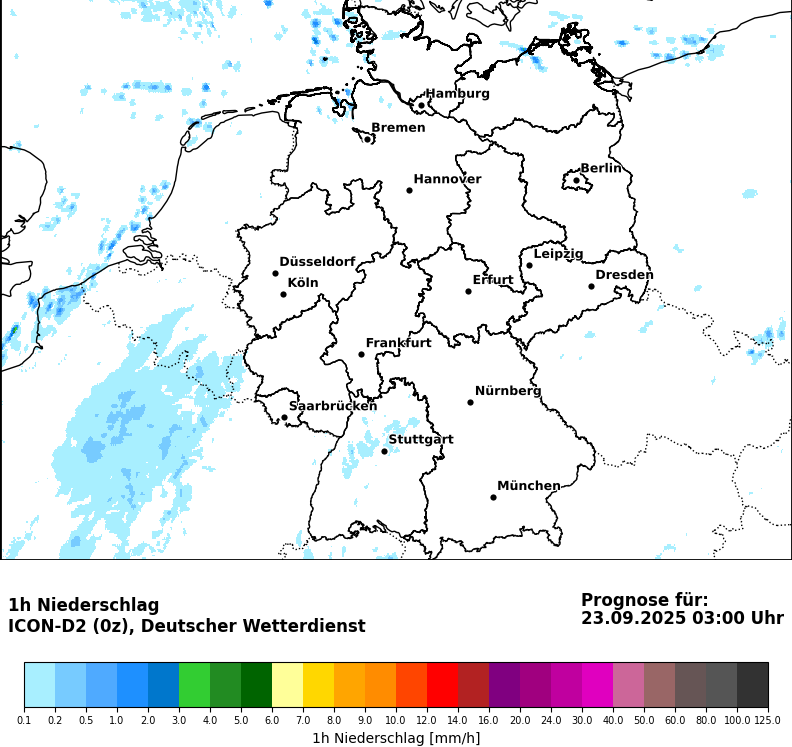 Hamburg
Bremen
Berlin
Hannover
Leipzig
Düsseldorf
Dresden
Köln
Erfurt
Frankfurt
Nürnberg
Saarbrücken
Stuttgart
München
1h Niederschlag
ICON-D2 (0z), Deutscher Wetterdienst
Prognose für:
23.09.2025 03:00 Uhr
0.1 0.2 0.5 1.0 2.0 3.0 4.0 5.0 6.0 7.0 9.0 10.0 12.0 14.0 16.0 20.0 24.0 30.0 40.0 50.0 60.0 80.0 100.0 125.0
1h Niederschlag [mm/h]